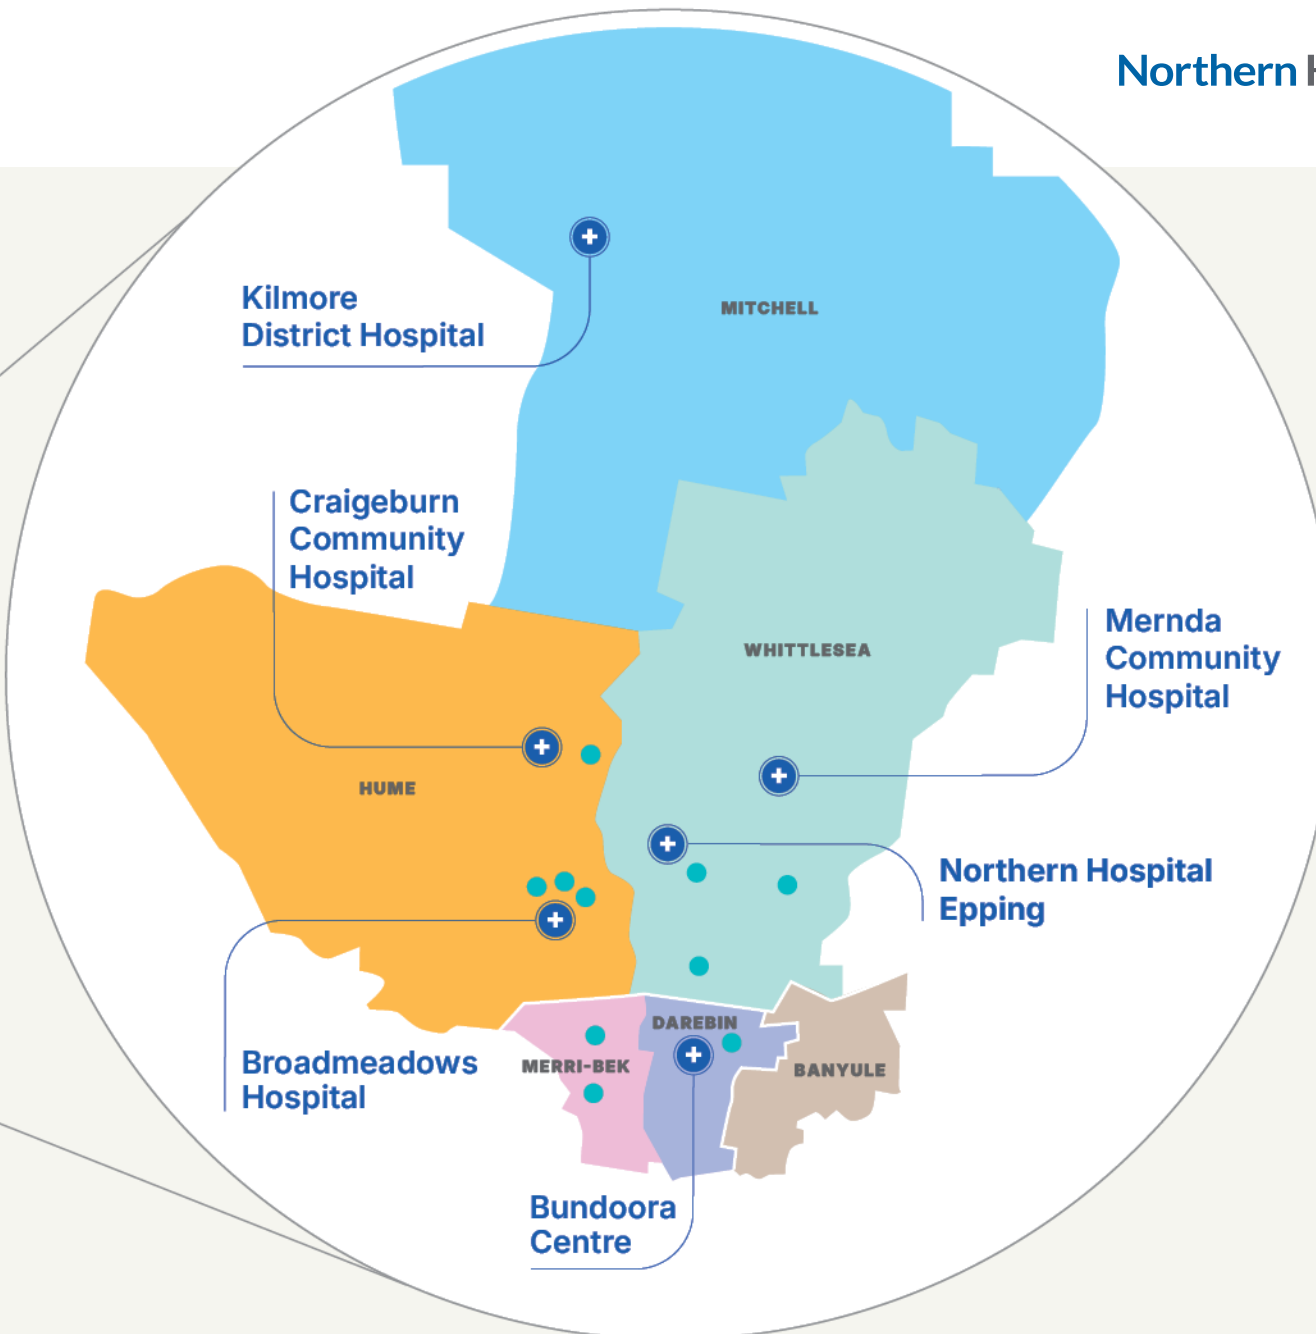 Northern
Kilmore
District Hospital
MITCHELL
Craigeburn
Community
Hospital
Mernda
Community
Hospital
WHITTLESEA
HUME
Northern Hospital
Epping
DAREBIN
MERRI-BEK
BANYULE
Broadmeadows
Hospital
Bundoora
Centre